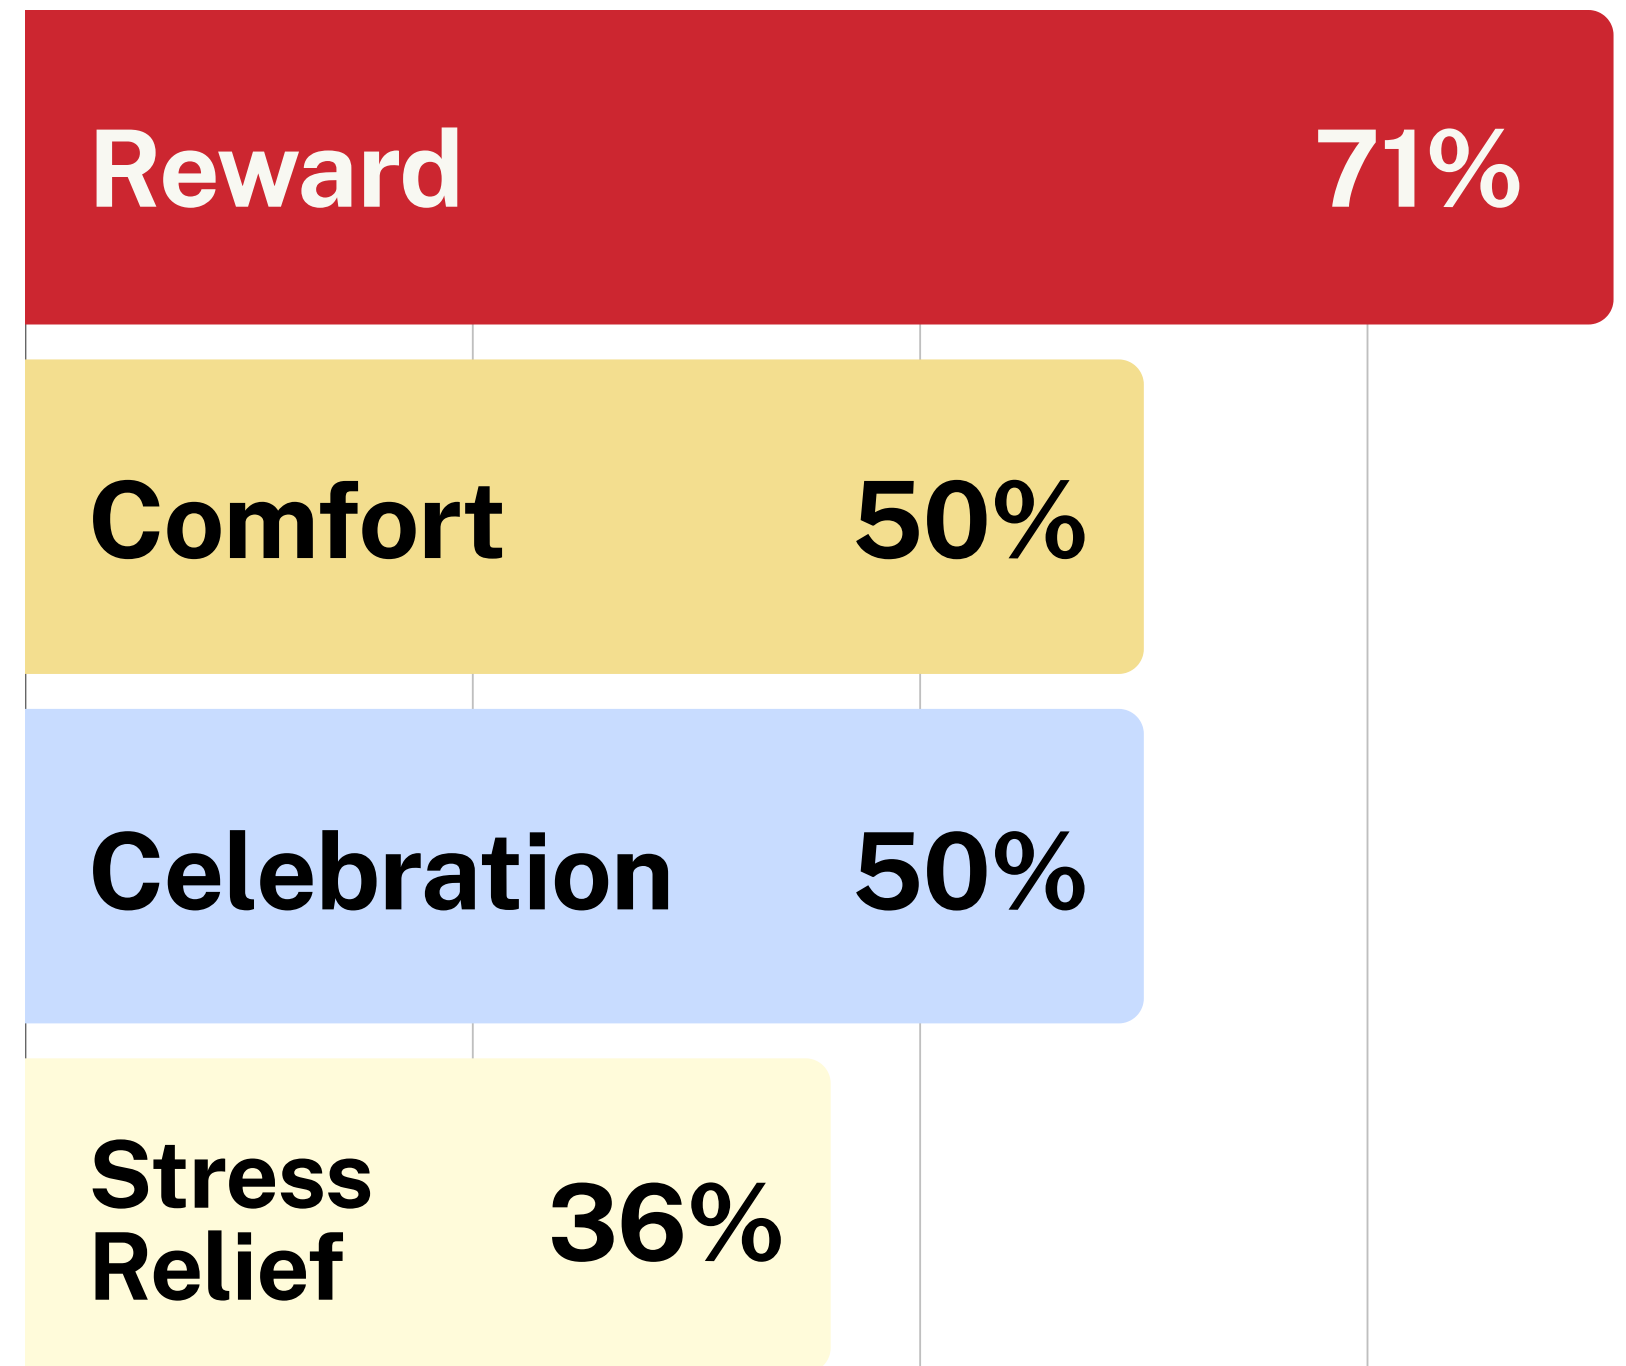 Reward 71%
Comfort 50%
Celebration 50%
Stress
Relief 36%